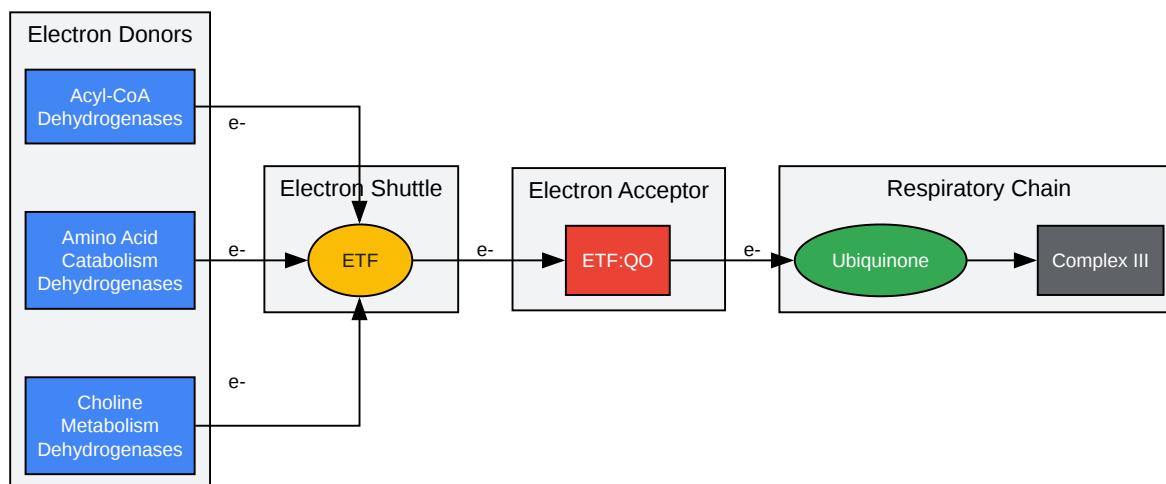 Electron Donors
Acyl-CoA
Dehydrogenases
e-
Electron Shuttle
Electron Acceptor
Respiratory Chain
Amino Acid
Catabolism
Dehydrogenases
e-
ETF
e-
ETF:QO
e-
Ubiquinone
Complex III
e-
Choline
Metabolism
Dehydrogenases